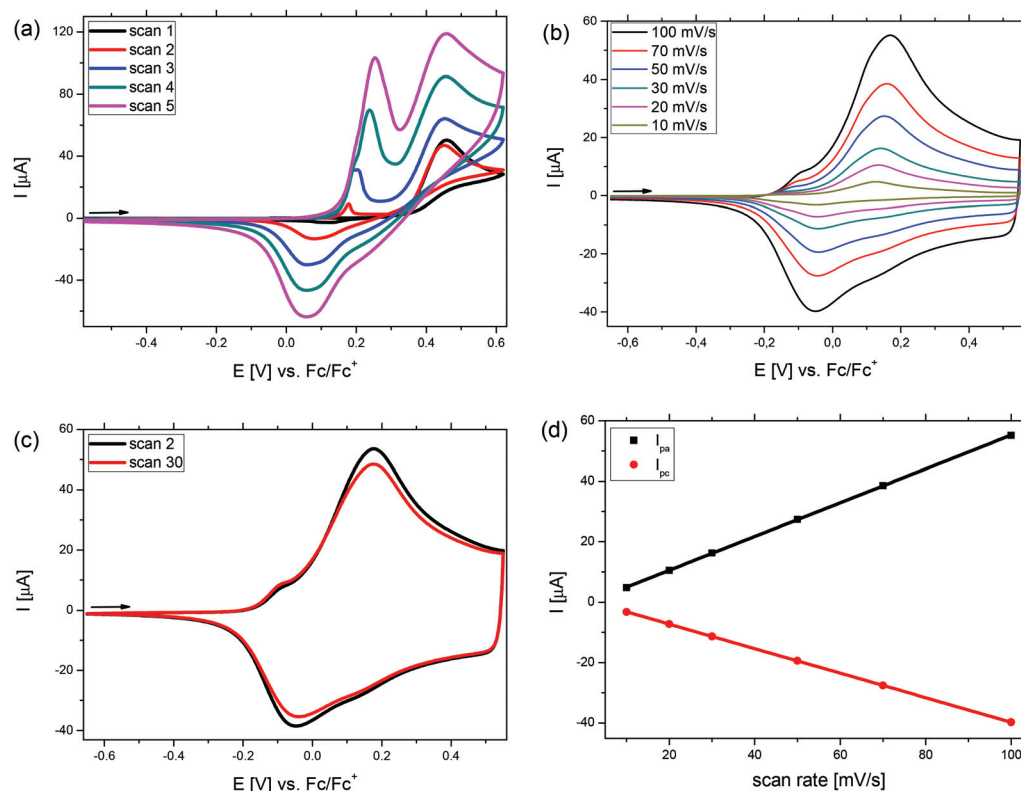 (a)
scan 1
scan 2
scan 3
scan 4
scan 5
120
80
40
0
-40
I [µA]
-0.4 -0.2 0.0 0.2 0.4 0.6
E [V] vs. Fc/Fc⁺
(b)
100 mV/s
70 mV/s
50 mV/s
30 mV/s
20 mV/s
10 mV/s
60
40
20
0
-20
-40
I [µA]
-0,6 -0,4 -0,2 0,0 0,2 0,4
E [V] vs. Fc/Fc⁺
(c)
scan 2
scan 30
60
40
20
0
-20
-40
I [µA]
-0.6 -0.4 -0.2 0.0 0.2 0.4
E [V] vs. Fc/Fc⁺
(d)
Ipa
Ipc
60
40
20
0
-20
-40
I [µA]
20 40 60 80 100
scan rate [mV/s]